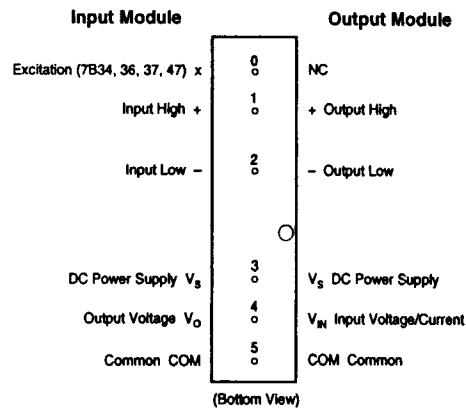 Input Module Output Module
Excitation (7B34, 36, 37, 47) x 0 NC
Input High + 1 + Output High
Input Low − 2 − Output Low
DC Power Supply VS 3 VS DC Power Supply
Output Voltage VO 4 VIN Input Voltage/Current
Common COM 5 COM Common
(Bottom View)